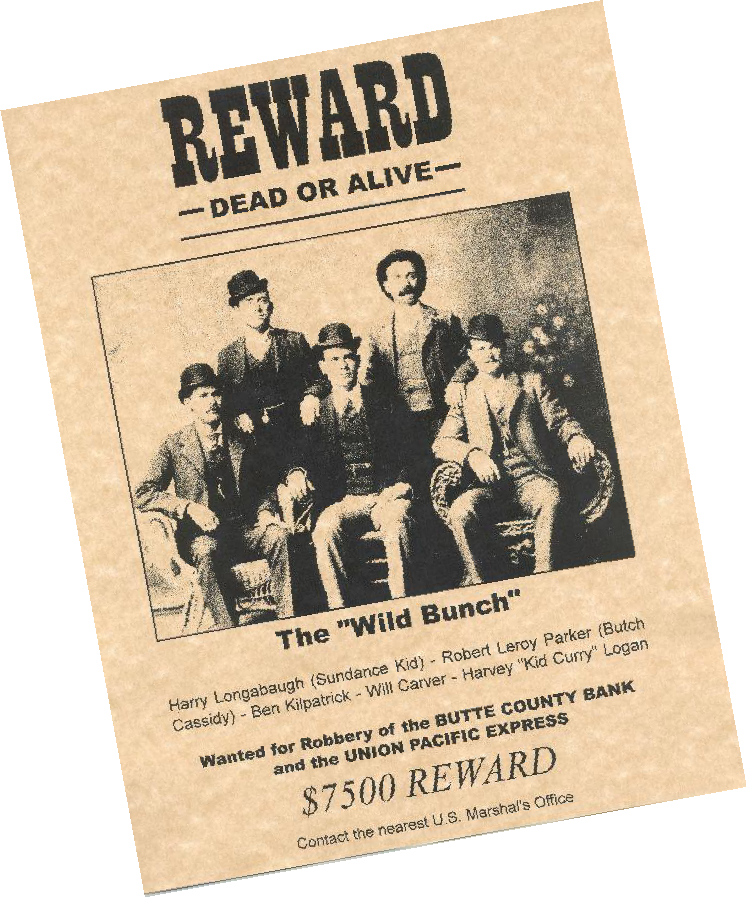 REWARD
—DEAD OR ALIVE—
The "Wild Bunch"
Harry Longabaugh (Sundance Kid) - Robert Leroy Parker (Butch
Cassidy) - Ben Kilpatrick - Will Carver - Harvey "Kid Curry" Logan
Wanted for Robbery of the BUTTE COUNTY BANK
and the UNION PACIFIC EXPRESS
$7500 REWARD
Contact the nearest U.S. Marshal's Office